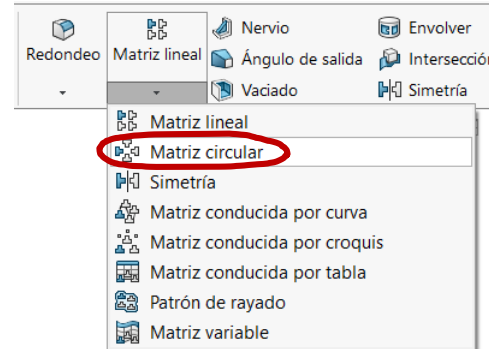 Redondeo
Matriz lineal
Nervio
Envolver
Ángulo de salida
Intersección
Vaciado
Simetría
Matriz lineal
Matriz circular
Simetría
Matriz conducida por curva
Matriz conducida por croquis
Matriz conducida por tabla
Patrón de rayado
Matriz variable